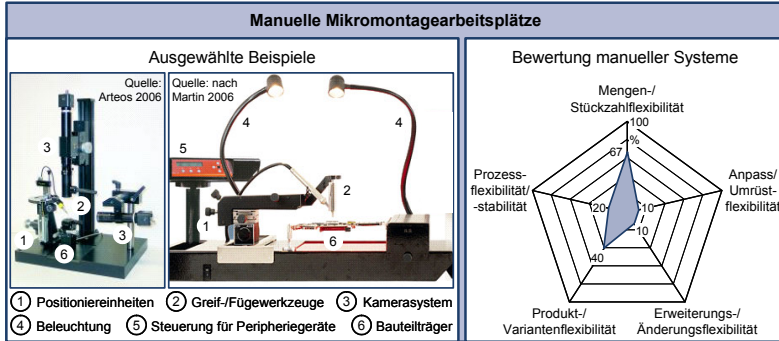 Manuelle Mikromontagearbeitsplätze
Ausgewählte Beispiele
Quelle:
Arteos 2006
3
2
1
3
6
Quelle: nach
Martin 2006
4
4
5
2
1
6
1 Positioniereinheiten 2 Greif-/Fügewerkzeuge 3 Kamerasystem
4 Beleuchtung 5 Steuerung für Peripheriegeräte 6 Bauteilträger
Bewertung manueller Systeme
Mengen-/
Stückzahlflexibilität
100
%
67
Prozess-
flexibilität/
-stabilität
Anpass/
Umrüst-
flexibilität
20
10
10
40
Produkt-/
Variantenflexibilität
Erweiterungs-/
Änderungsflexibilität